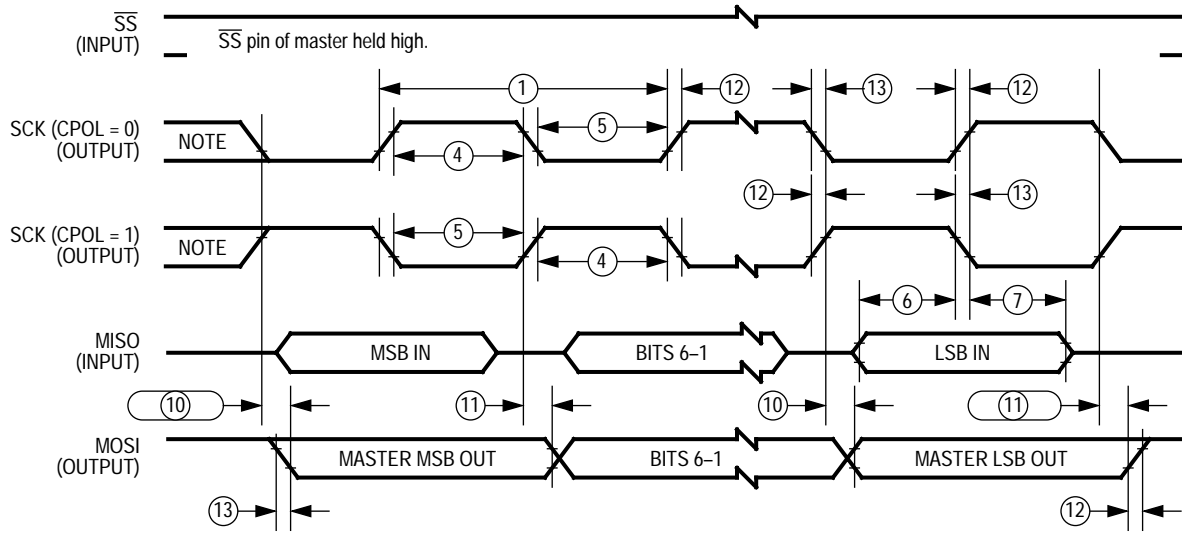 SS
(INPUT)
SS pin of master held high.
1
12
13
12
SCK (CPOL = 0)
(OUTPUT)
NOTE
5
4
12
13
SCK (CPOL = 1)
(OUTPUT)
NOTE
5
4
6
7
MISO
(INPUT)
MSB IN
BITS 6–1
LSB IN
10
11
10
11
MOSI
(OUTPUT)
MASTER MSB OUT
BITS 6–1
MASTER LSB OUT
13
12